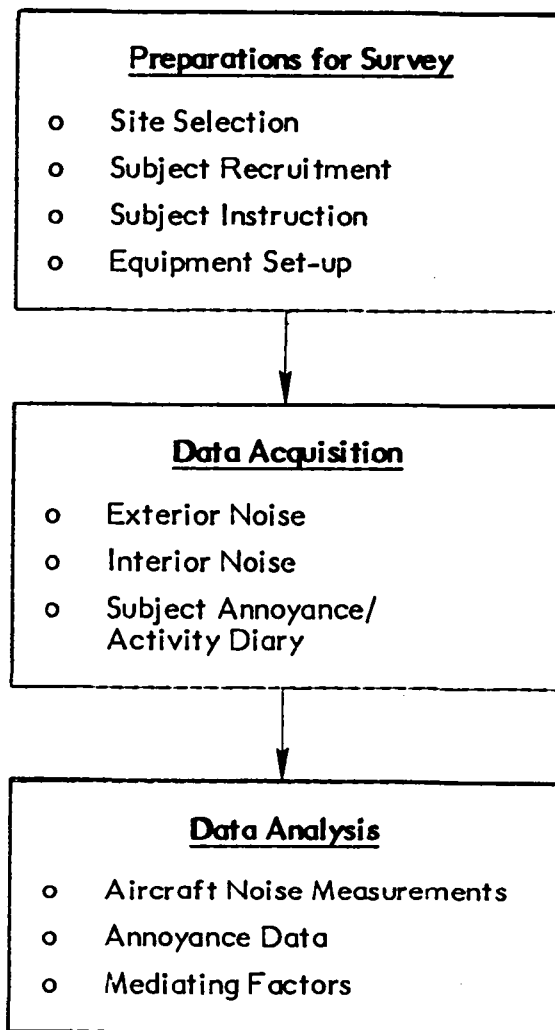 Preparations for Survey
o Site Selection
o Subject Recruitment
o Subject Instruction
o Equipment Set-up
Data Acquisition
o Exterior Noise
o Interior Noise
o Subject Annoyance/
Activity Diary
Data Analysis
o Aircraft Noise Measurements
o Annoyance Data
o Mediating Factors